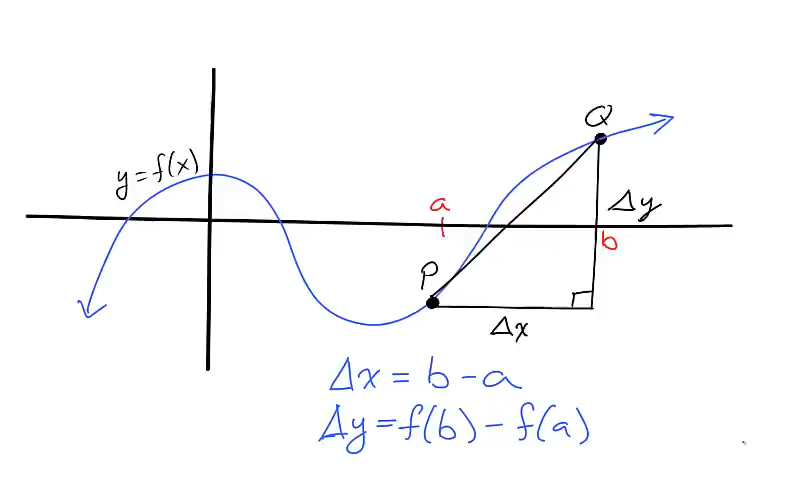 Q
y = f(x)
a
Δy
b
P
Δx
Δx = b - a
Δy = f(b) - f(a)